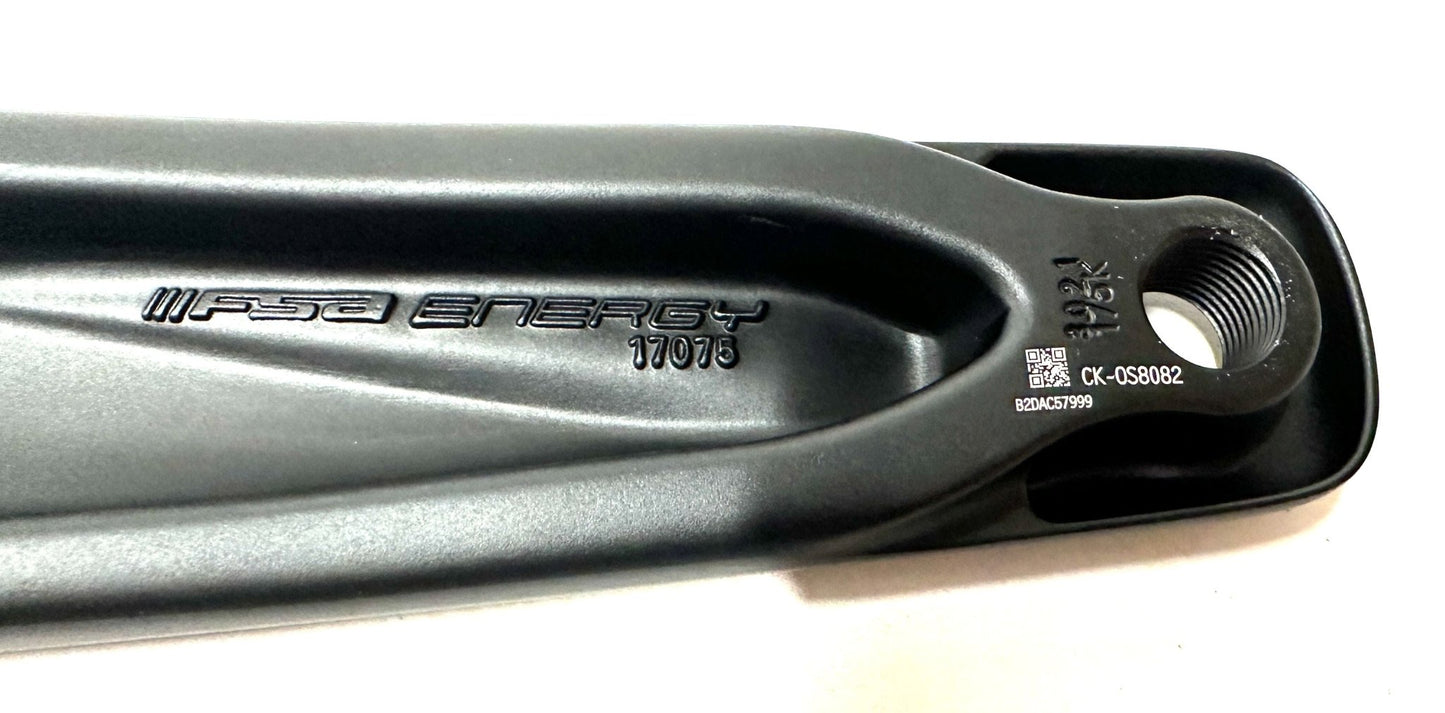 FSA ENERGY
17075
175K
CK-OS8082
B2DAC57999